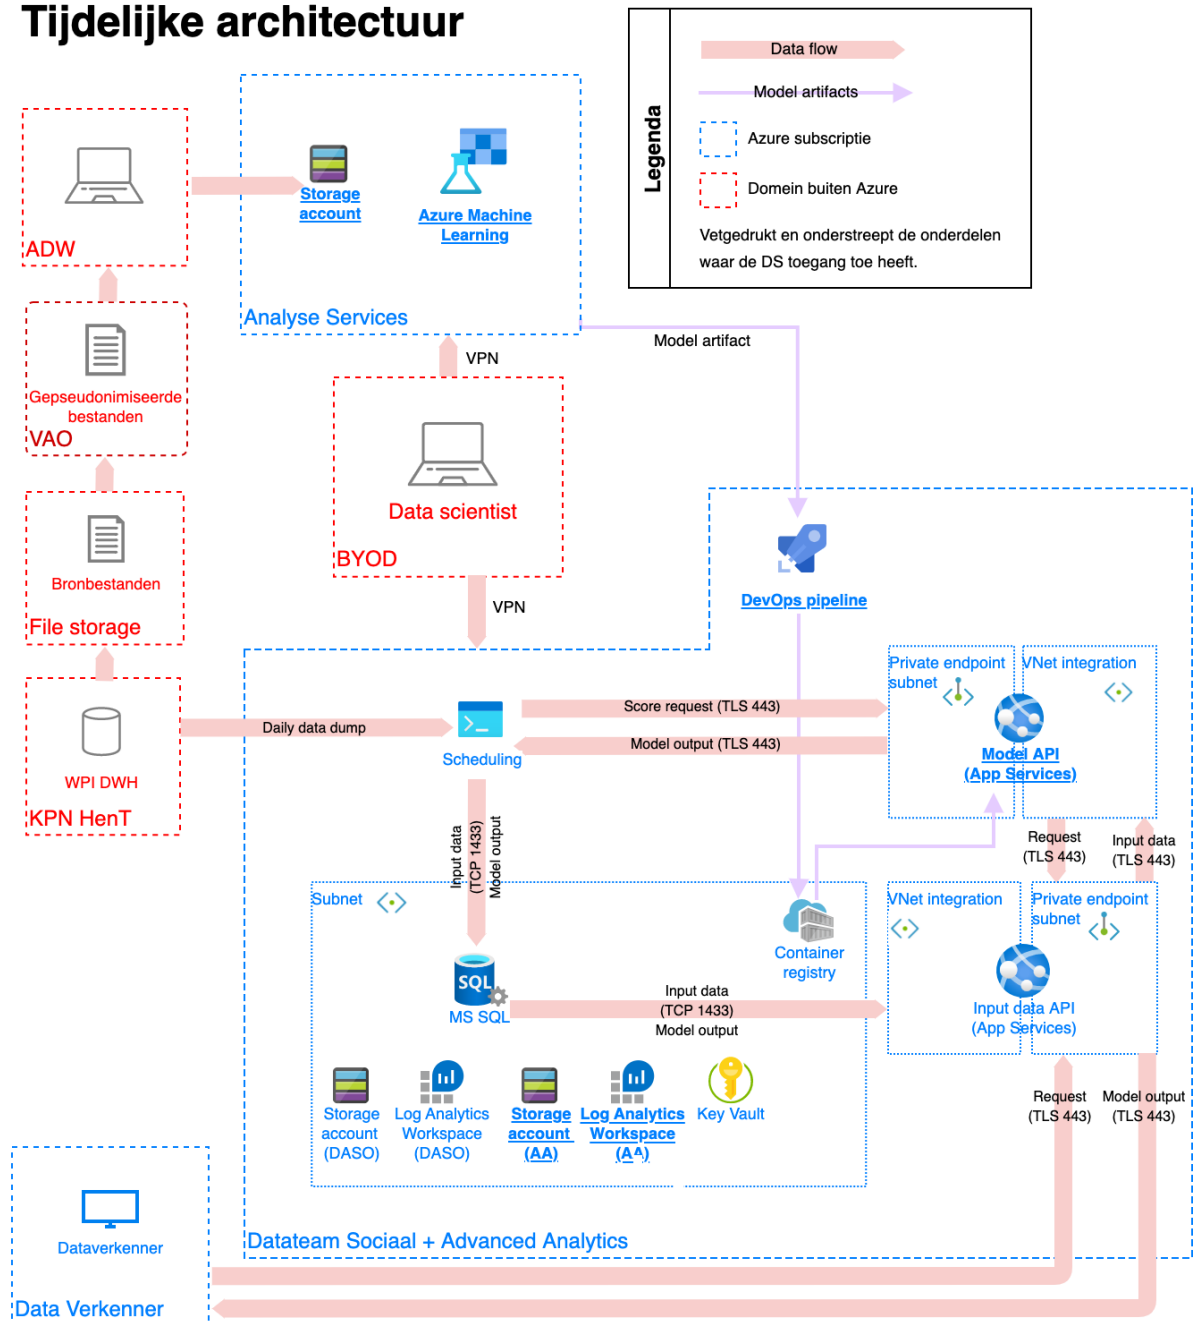 Tijdelijke architectuur
Legenda
Data flow
Model artifacts
Azure subscriptie
Domein buiten Azure
Vetgedrukt en onderstreept de onderdelen
waar de DS toegang toe heeft.
ADW
Storage
account
Azure Machine
Learning
Analyse Services
Model artifact
VPN
Gepseudonimiseerde
bestanden
VAO
Data scientist
BYOD
VPN
Bronbestanden
File storage
DevOps pipeline
WPI DWH
KPN HenT
Daily data dump
Scheduling
Score request (TLS 443)
Model output (TLS 443)
Private endpoint
subnet
VNet integration
Model API
(App Services)
Input data
(TCP 1433)
Model output
Request
(TLS 443)
Input data
(TLS 443)
Subnet
Container
registry
VNet integration
Private endpoint
subnet
MS SQL
SQL
Input data
(TCP 1433)
Model output
Input data API
(App Services)
Storage
account
(DASO)
Log Analytics
Workspace
(DASO)
Storage
account
(AA)
Log Analytics
Workspace
(AA)
Key Vault
Request
(TLS 443)
Model output
(TLS 443)
Datateam Sociaal + Advanced Analytics
Dataverkenner
Data Verkenner